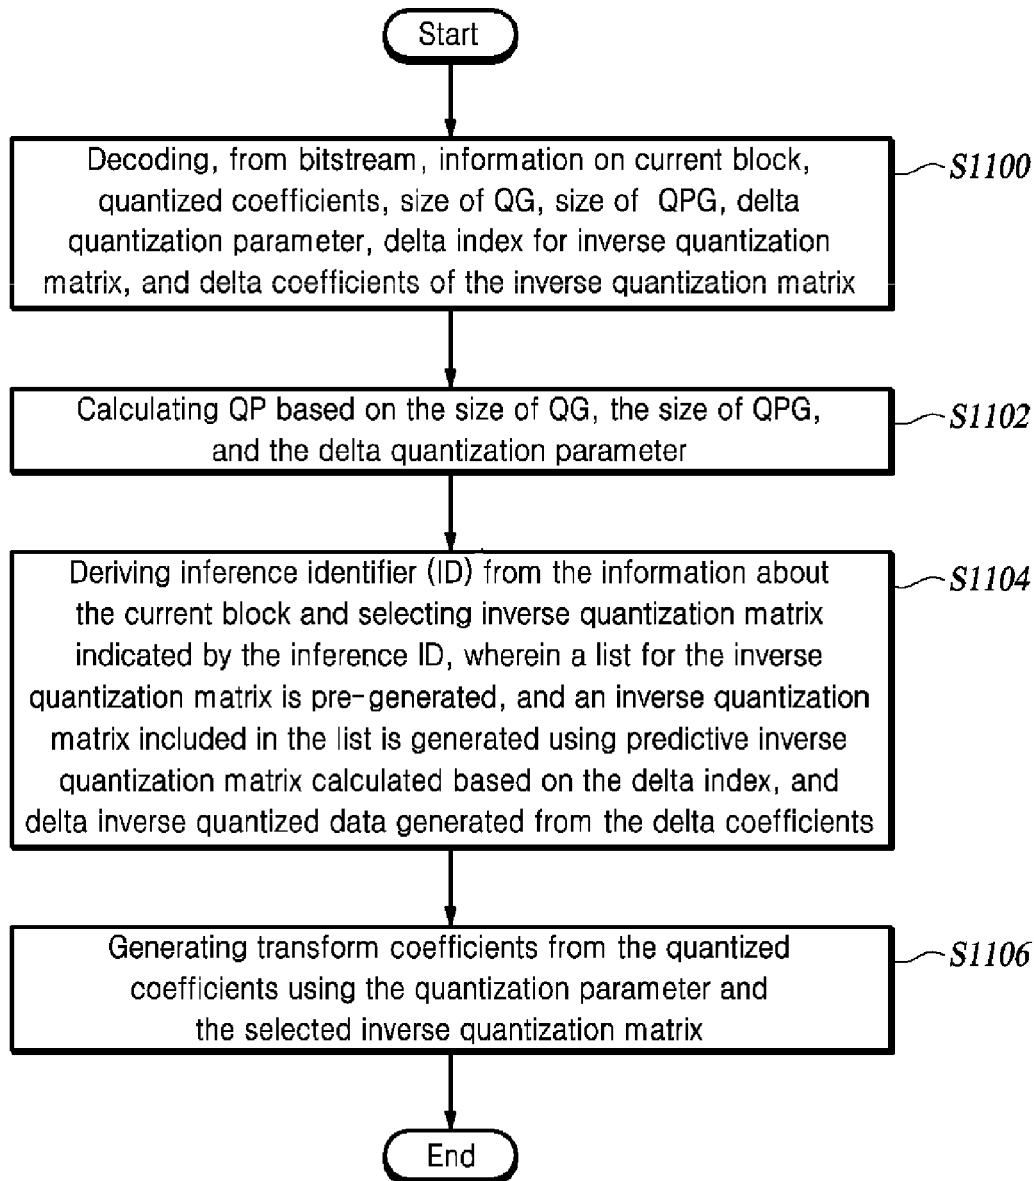 Start
Decoding, from bitstream, information on current block,
quantized coefficients, size of QG, size of QPG, delta
quantization parameter, delta index for inverse quantization
matrix, and delta coefficients of the inverse quantization matrix
S1100
Calculating QP based on the size of QG, the size of QPG,
and the delta quantization parameter
S1102
Deriving inference identifier (ID) from the information about
the current block and selecting inverse quantization matrix
indicated by the inference ID, wherein a list for the inverse
quantization matrix is pre-generated, and an inverse quantization
matrix included in the list is generated using predictive inverse
quantization matrix calculated based on the delta index, and
delta inverse quantized data generated from the delta coefficients
S1104
Generating transform coefficients from the quantized
coefficients using the quantization parameter and
the selected inverse quantization matrix
S1106
End